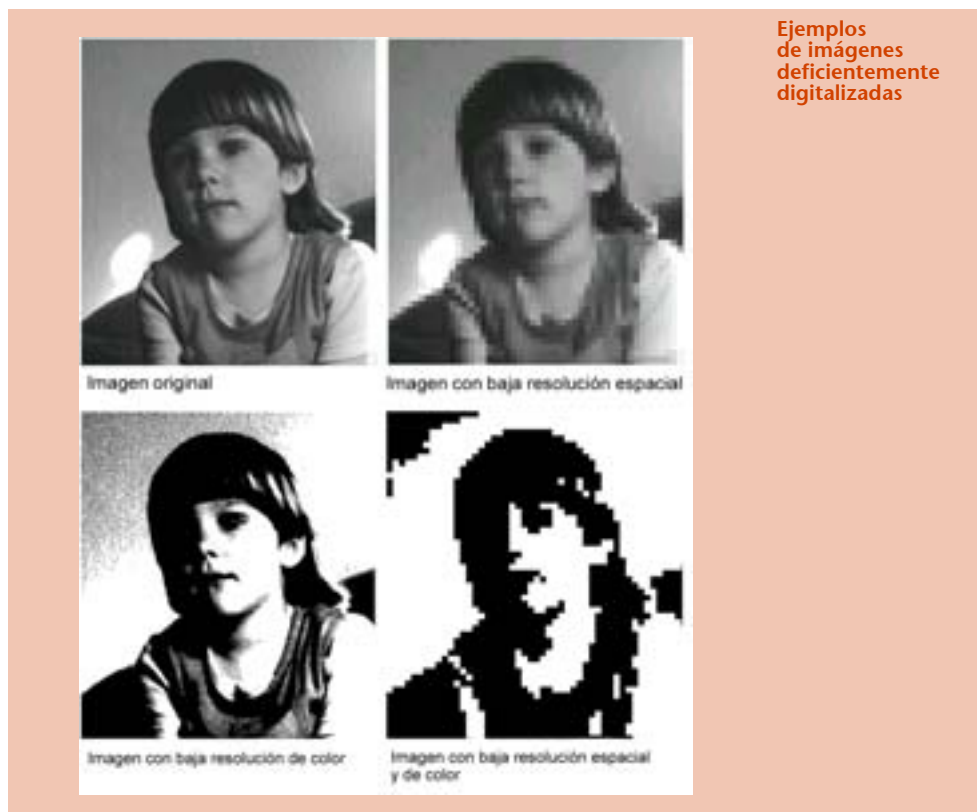 Ejemplos
de imágenes
deficientemente
digitalizadas
Imagen original
Imagen con baja resolución espacial
Imagen con baja resolución de color
Imagen con baja resolución espacial
y de color